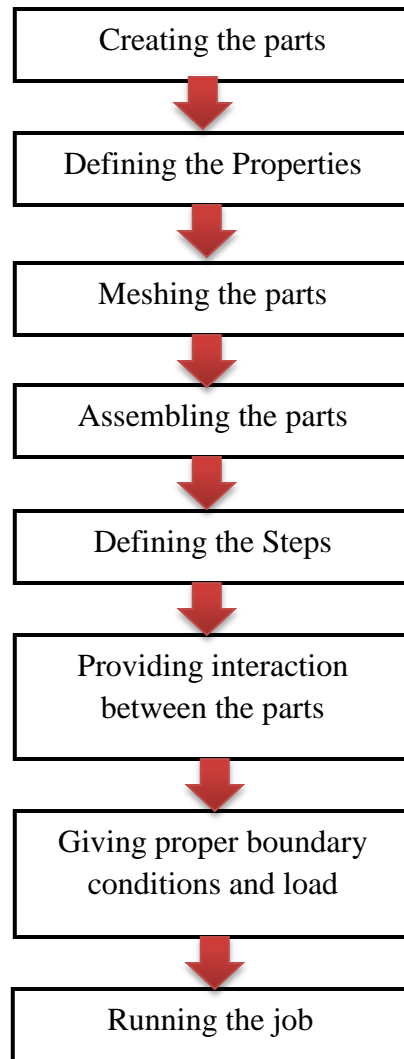 Creating the parts
Defining the Properties
Meshing the parts
Assembling the parts
Defining the Steps
Providing interaction
between the parts
Giving proper boundary
conditions and load
Running the job